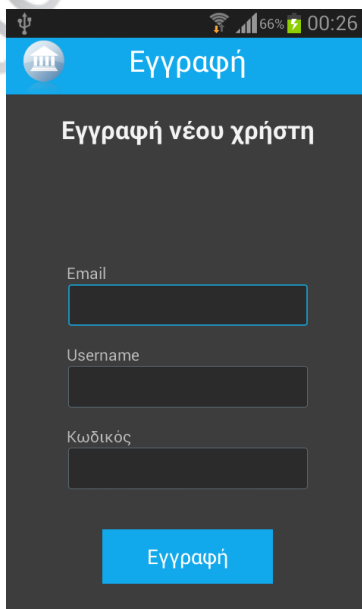 66% 00:26
Εγγραφή
Εγγραφή νέου χρήστη
Email
Username
Κωδικός
Εγγραφή